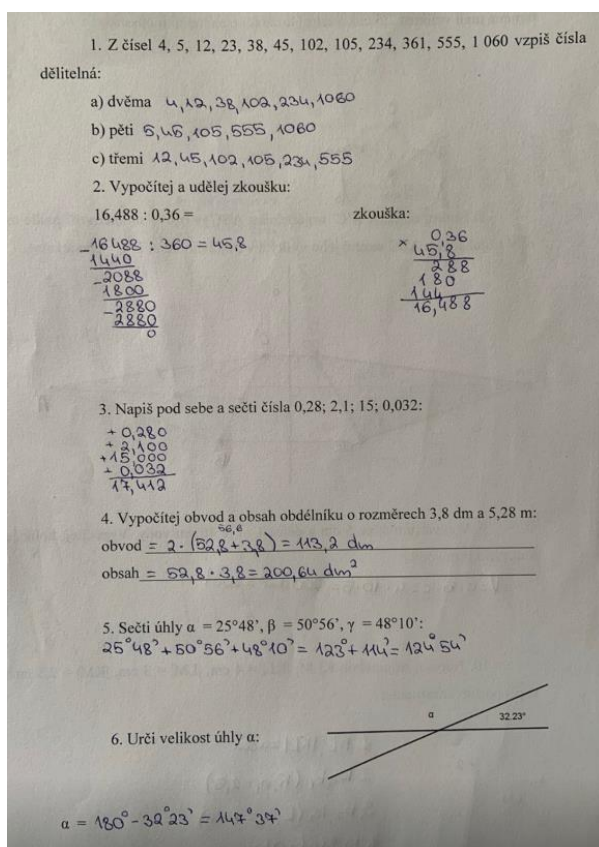 1. Z čísel 4, 5, 12, 23, 38, 45, 102, 105, 234, 361, 555, 1 060 vzpiš čísla
dělitelná:
a) dvěma 4,12,38,102,234,1060
b) pěti 5,45,105,555,1060
c) třemi 12,45,102,105,234,555
2. Vypočítej a udělej zkoušku:
16,488 : 0,36 = zkouška:
-16488 : 360 = 45,8
1440
-2088
1800
-2880
2880
0
0,36
× 45,8
288
180
144
16,488
3. Napiš pod sebe a sečti čísla 0,28; 2,1; 15; 0,032:
+ 0,280
+ 2,100
+15,000
+ 0,032
17,412
4. Vypočítej obvod a obsah obdélníku o rozměrech 3,8 dm a 5,28 m:
56,6
obvod = 2 · (52,8+3,8) = 113,2 dm
obsah = 52,8 · 3,8 = 200,64 dm²
5. Sečti úhly α = 25°48’, β = 50°56’, γ = 48°10’:
25°48’ + 50°56’ + 48°10’ = 123° + 114’ = 124°54’
α 32.23°
6. Urči velikost úhly α:
α = 180° - 32°23’ = 147°37’